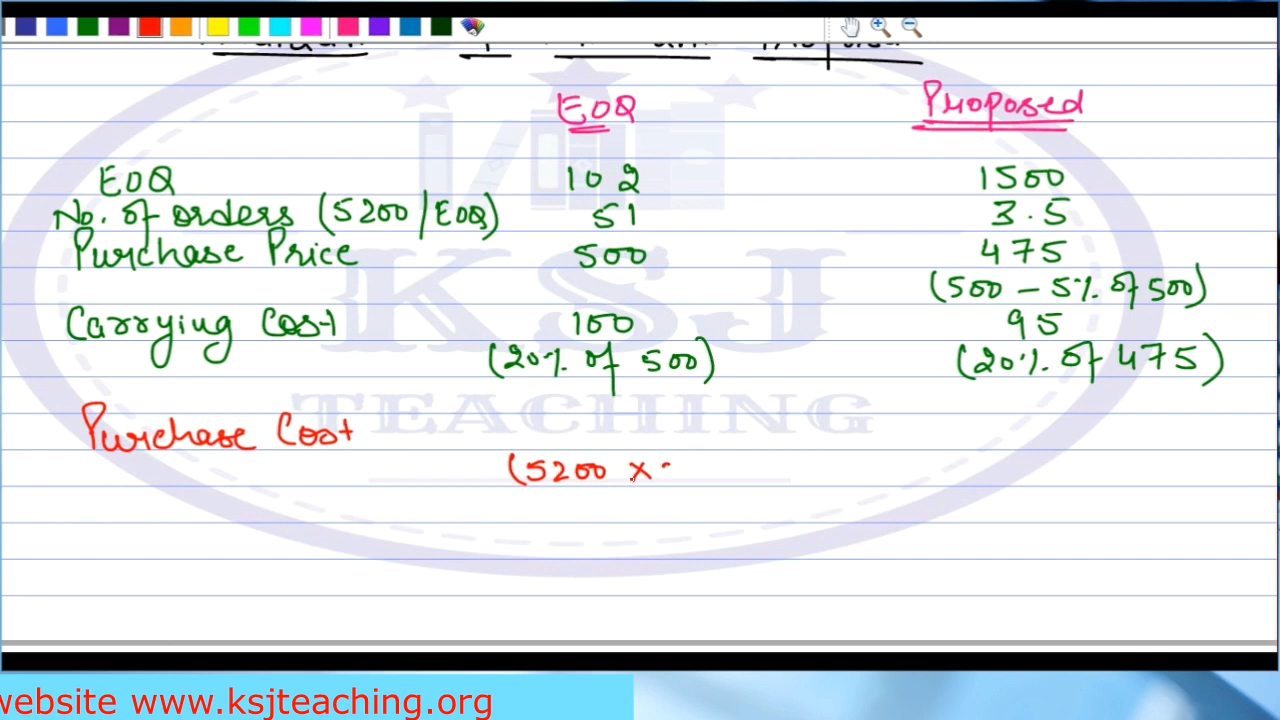 EOQ Proposed
EOQ 102 1500
No. of orders (5200/EOQ) 51 3.5
Purchase Price 500 475
(500 - 5% of 500)
Carrying Cost 100 95
(20% of 500) (20% of 475)
Purchase Cost
(5200 x
KSJ
TEACHING
website www.ksjteaching.org